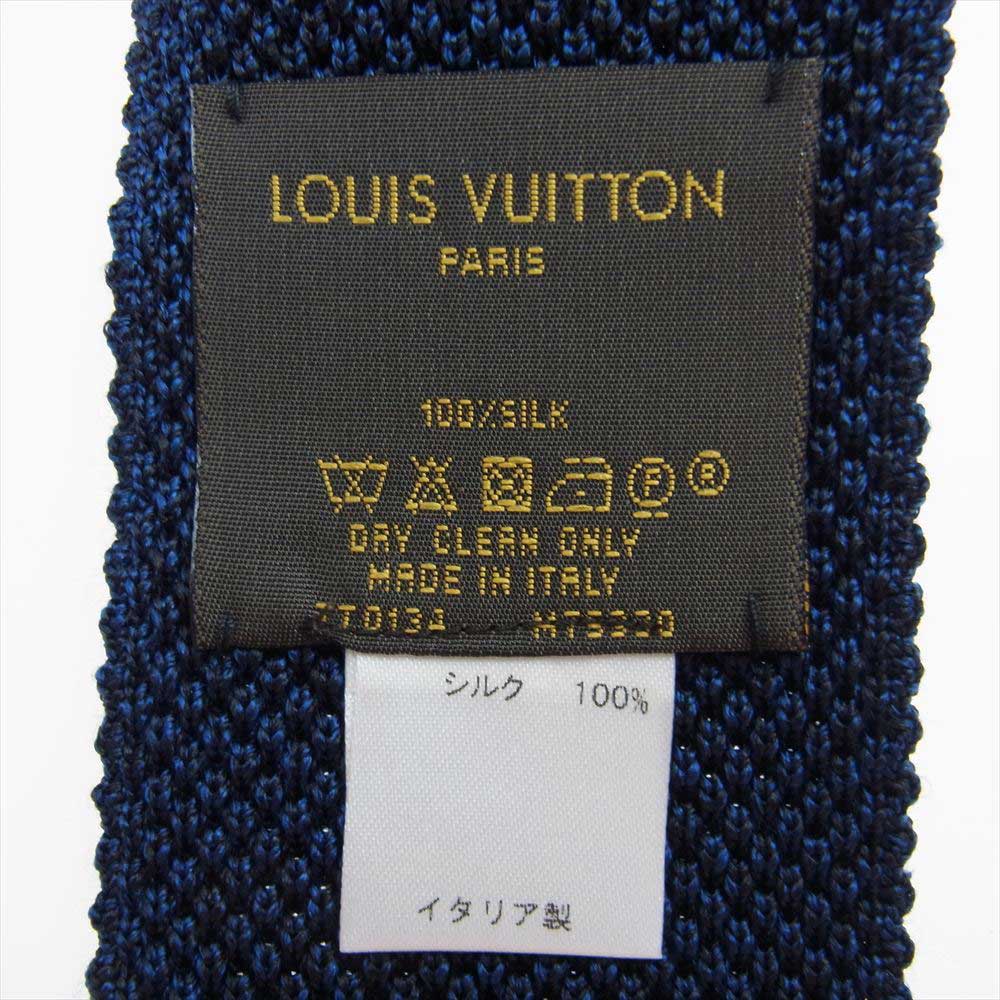 LOUIS VUITTON
PARIS
100%SILK
F ®
DRY CLEAN ONLY
MADE IN ITALY
シルク 100%
イタリア製